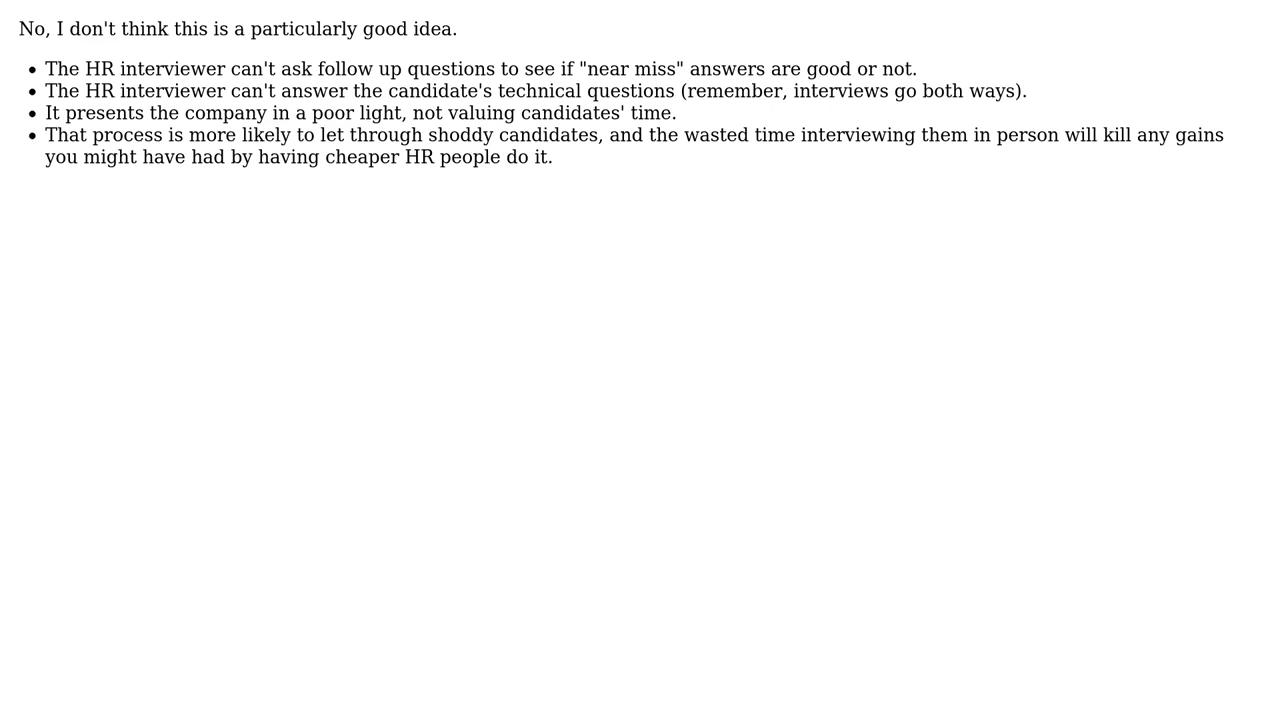 No, I don't think this is a particularly good idea.
• The HR interviewer can't ask follow up questions to see if "near miss" answers are good or not.
• The HR interviewer can't answer the candidate's technical questions (remember, interviews go both ways).
• It presents the company in a poor light, not valuing candidates' time.
• That process is more likely to let through shoddy candidates, and the wasted time interviewing them in person will kill any gains
you might have had by having cheaper HR people do it.